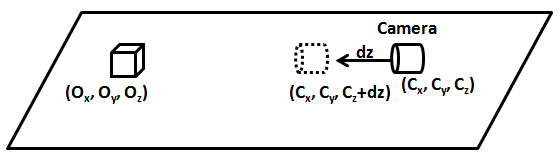 Camera
dz
(Ox, Oy, Oz)
(Cx, Cy, Cz+dz)
(Cx, Cy, Cz)